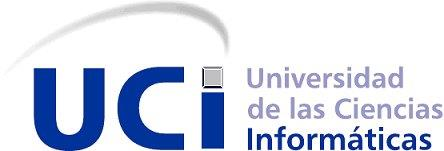 UCi
Universidad
de las Ciencias
Informáticas